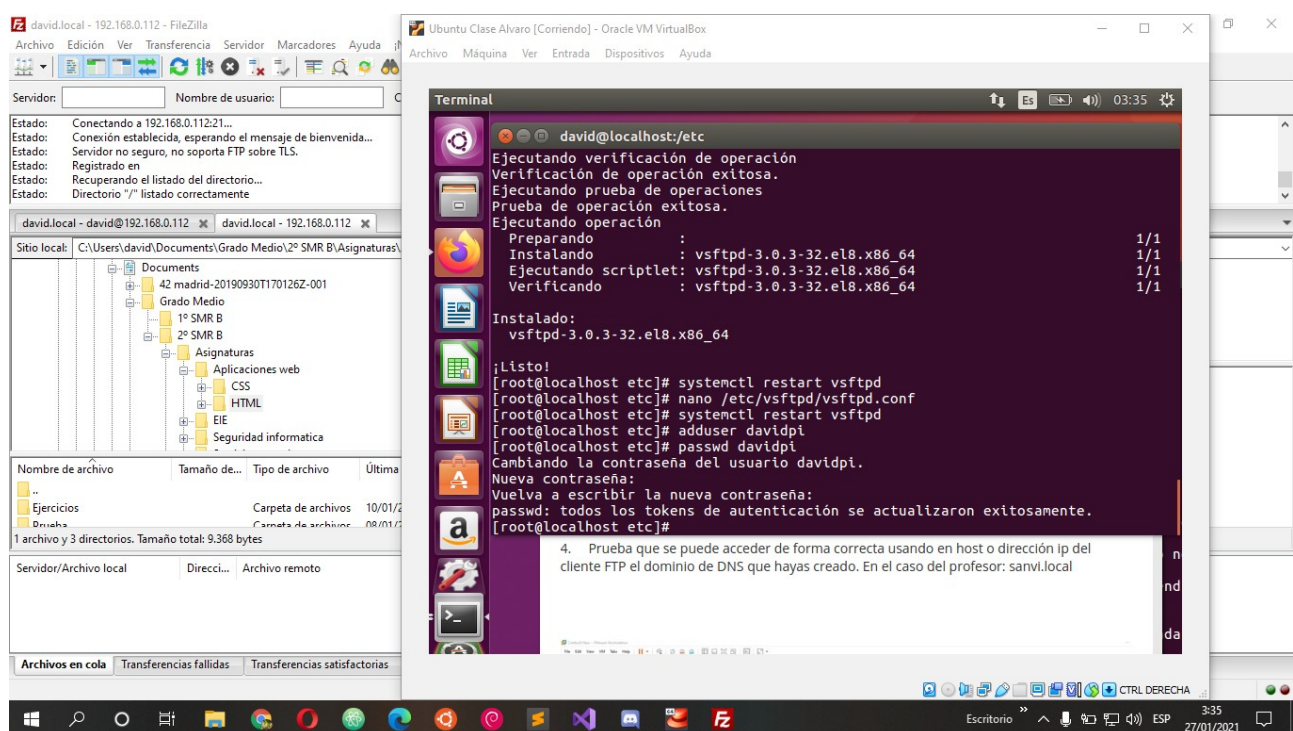 david.local - 192.168.0.112 - FileZilla
Archivo Edición Ver Transferencia Servidor Marcadores Ayuda
Servidor: Nombre de usuario: C
Estado: Conectando a 192.168.0.112:21...
Estado: Conexión establecida, esperando el mensaje de bienvenida...
Estado: Servidor no seguro, no soporta FTP sobre TLS.
Estado: Registrado en
Estado: Recuperando el listado del directorio...
Estado: Directorio "/" listado correctamente
david.local - david@192.168.0.112 david.local - 192.168.0.112
Sitio local: C:\Users\david\Documents\Grado Medio\2º SMR B\Asignaturas\
Documents
42 madrid-20190930T170126Z-001
Grado Medio
1º SMR B
2º SMR B
Asignaturas
Aplicaciones web
CSS
HTML
EIE
Seguridad informatica
Nombre de archivo Tamaño de... Tipo de archivo Última
..
Ejercicios Carpeta de archivos 10/01/2
Prueba Carpeta de archivos 08/01/2
1 archivo y 3 directorios. Tamaño total: 9.368 bytes
Servidor/Archivo local Direcci... Archivo remoto
Archivos en cola Transferencias fallidas Transferencias satisfactorias
Ubuntu Clase Alvaro [Corriendo] - Oracle VM VirtualBox
Archivo Máquina Ver Entrada Dispositivos Ayuda
Terminal Es 03:35
david@localhost:/etc
Ejecutando verificación de operación
Verificación de operación exitosa.
Ejecutando prueba de operaciones
Prueba de operación exitosa.
Ejecutando operación
Preparando : 1/1
Instalando : vsftpd-3.0.3-32.el8.x86_64 1/1
Ejecutando scriptlet: vsftpd-3.0.3-32.el8.x86_64 1/1
Verificando : vsftpd-3.0.3-32.el8.x86_64 1/1
Instalado:
vsftpd-3.0.3-32.el8.x86_64
¡Listo!
[root@localhost etc]# systemctl restart vsftpd
[root@localhost etc]# nano /etc/vsftpd/vsftpd.conf
[root@localhost etc]# systemctl restart vsftpd
[root@localhost etc]# adduser davidpi
[root@localhost etc]# passwd davidpi
Cambiando la contraseña del usuario davidpi.
Nueva contraseña:
Vuelva a escribir la nueva contraseña:
passwd: todos los tokens de autenticación se actualizaron exitosamente.
[root@localhost etc]#
4. Prueba que se puede acceder de forma correcta usando en host o dirección ip del
cliente FTP el dominio de DNS que hayas creado. En el caso del profesor: sanvi.local
n
nd
da
CTRL DERECHA
Escritorio ESP 3:35
27/01/2021